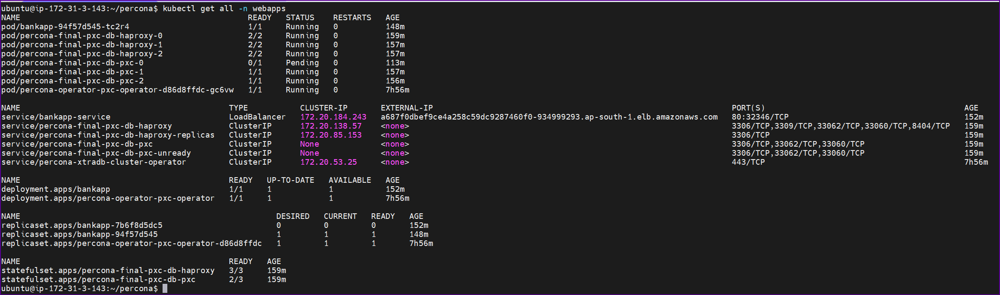 ubuntu@ip-172-31-3-143:~/percona$ kubectl get all -n webapps
NAME READY STATUS RESTARTS AGE
pod/bankapp-94f57d545-tc2r4 1/1 Running 0 148m
pod/percona-final-pxc-db-haproxy-0 2/2 Running 0 159m
pod/percona-final-pxc-db-haproxy-1 2/2 Running 0 157m
pod/percona-final-pxc-db-haproxy-2 2/2 Running 0 157m
pod/percona-final-pxc-db-pxc-0 0/1 Pending 0 113m
pod/percona-final-pxc-db-pxc-1 1/1 Running 0 157m
pod/percona-final-pxc-db-pxc-2 1/1 Running 0 156m
pod/percona-operator-pxc-operator-d86d8ffdc-gc6vw 1/1 Running 0 7h56m
NAME TYPE CLUSTER-IP EXTERNAL-IP PORT(S) AGE
service/bankapp-service LoadBalancer 172.20.184.243 a687f0dbef9ce4a258c59dc9287460f0-934999293.ap-south-1.elb.amazonaws.com 80:32346/TCP 152m
service/percona-final-pxc-db-haproxy ClusterIP 172.20.138.57 <none> 3306/TCP,3309/TCP,33062/TCP,33060/TCP,8404/TCP 159m
service/percona-final-pxc-db-haproxy-replicas ClusterIP 172.20.85.153 <none> 3306/TCP 159m
service/percona-final-pxc-db-pxc ClusterIP None <none> 3306/TCP,33062/TCP,33060/TCP 159m
service/percona-final-pxc-db-pxc-unready ClusterIP None <none> 3306/TCP,33062/TCP,33060/TCP 159m
service/percona-xtradb-cluster-operator ClusterIP 172.20.53.25 <none> 443/TCP 7h56m
NAME READY UP-TO-DATE AVAILABLE AGE
deployment.apps/bankapp 1/1 1 1 152m
deployment.apps/percona-operator-pxc-operator 1/1 1 1 7h56m
NAME DESIRED CURRENT READY AGE
replicaset.apps/bankapp-7b6f8d5dc5 0 0 0 152m
replicaset.apps/bankapp-94f57d545 1 1 1 148m
replicaset.apps/percona-operator-pxc-operator-d86d8ffdc 1 1 1 7h56m
NAME READY AGE
statefulset.apps/percona-final-pxc-db-haproxy 3/3 159m
statefulset.apps/percona-final-pxc-db-pxc 2/3 159m
ubuntu@ip-172-31-3-143:~/percona$